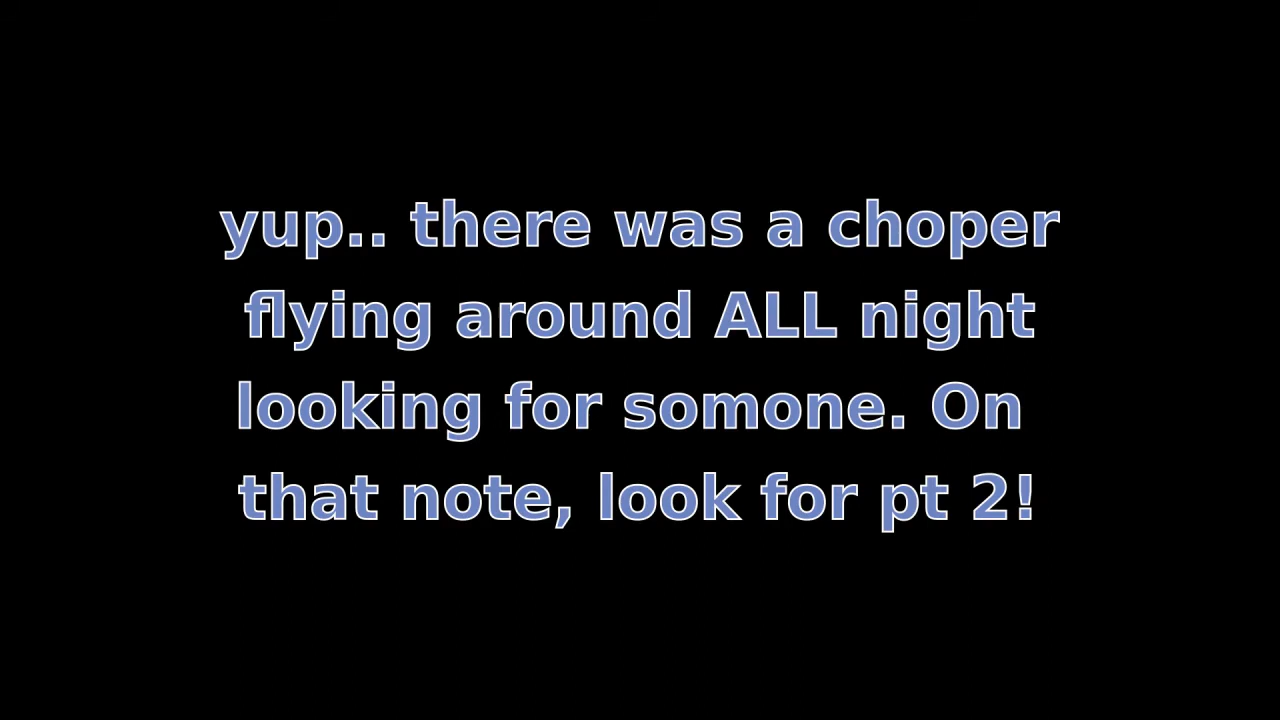 yup.. there was a choper
flying around ALL night
looking for somone. On
that note, look for pt 2!